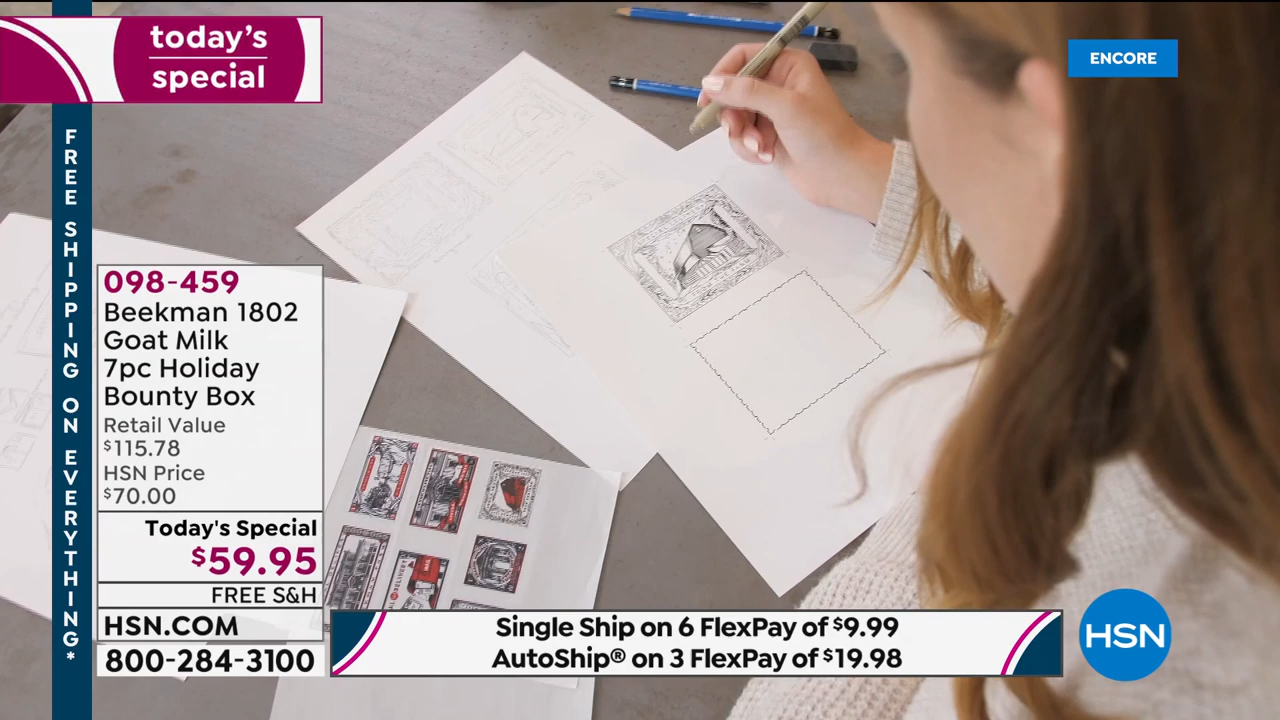 today's
special
ENCORE
FREE SHIPPING ON EVERYTHING*
098-459
Beekman 1802
Goat Milk
7pc Holiday
Bounty Box
Retail Value
$115.78
HSN Price
$70.00
Today's Special
$59.95
FREE S&H
HSN.COM
800-284-3100
Single Ship on 6 FlexPay of $9.99
AutoShip® on 3 FlexPay of $19.98
HSN
MAIL